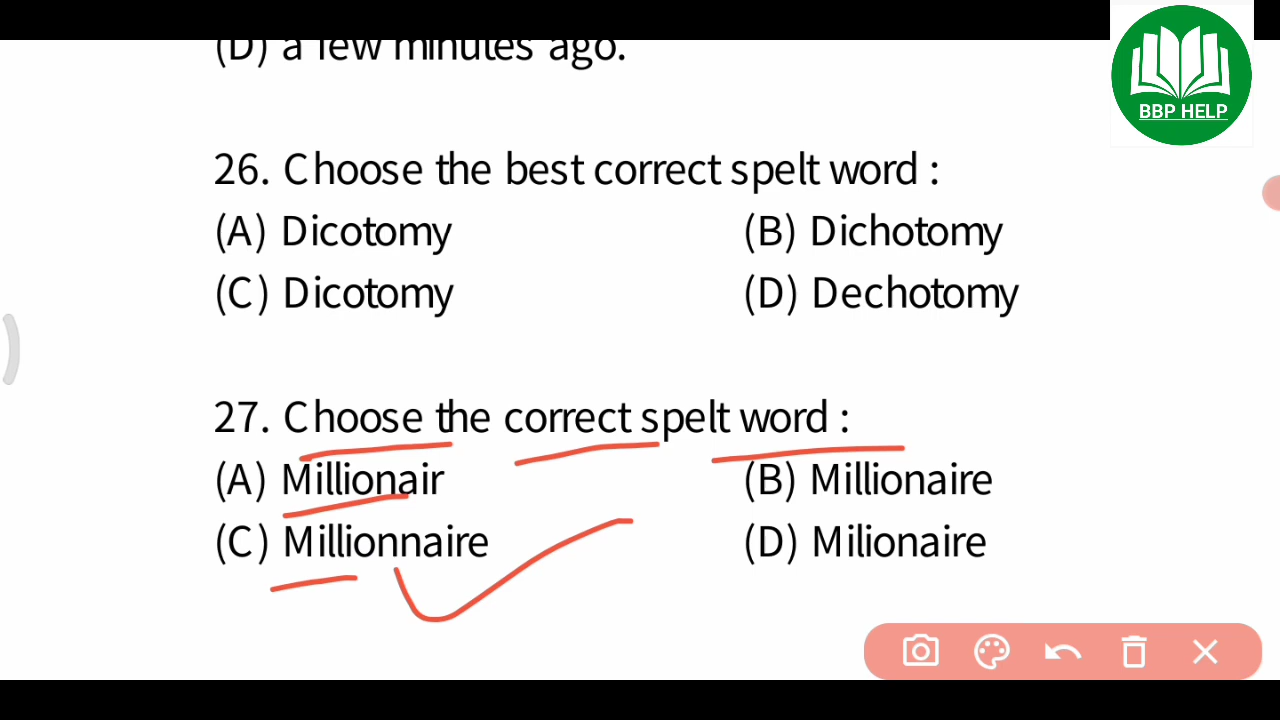 (D) a few minutes ago.
BBP HELP
26. Choose the best correct spelt word :
(A) Dicotomy (B) Dichotomy
(C) Dicotomy (D) Dechotomy
27. Choose the correct spelt word :
(A) Millionair (B) Millionaire
(C) Millionnaire (D) Milionaire